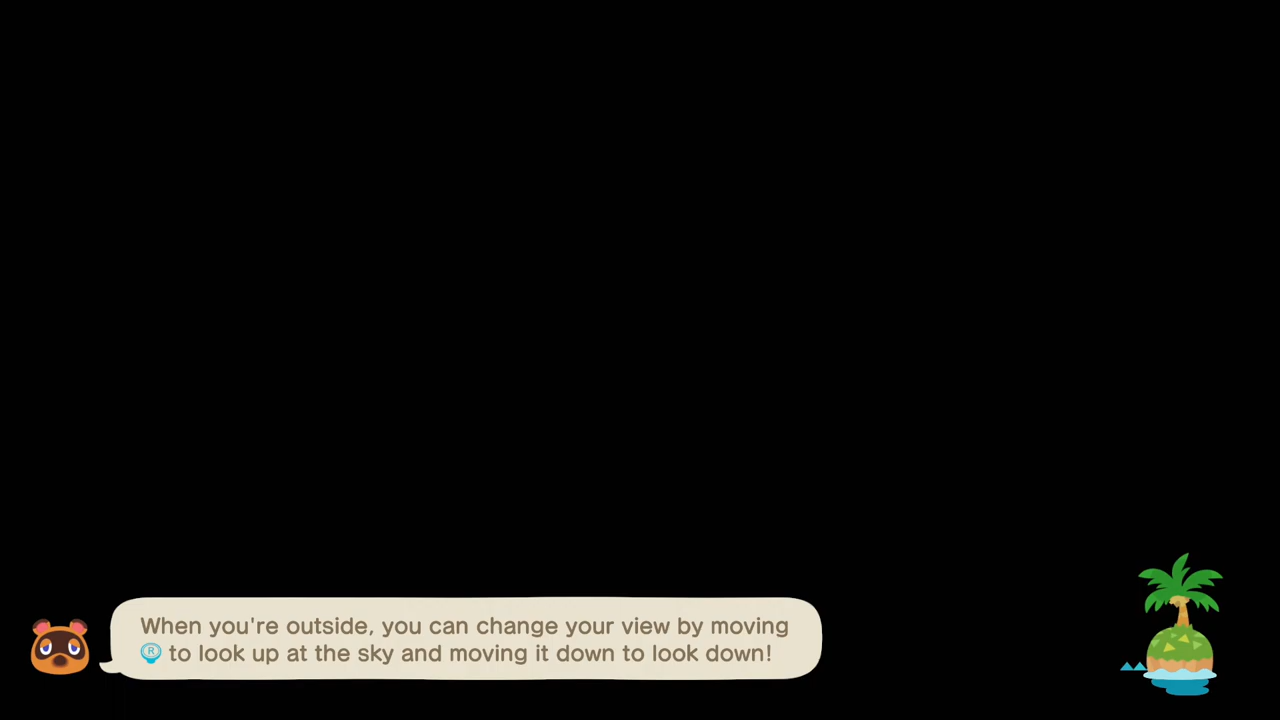 When you're outside, you can change your view by moving
R to look up at the sky and moving it down to look down!